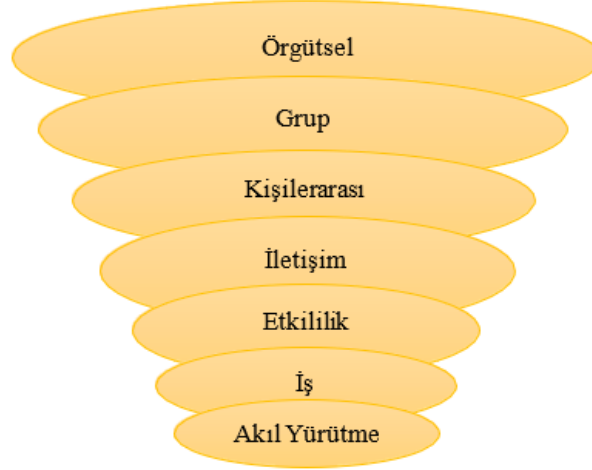 Örgütsel
Grup
Kişilerarası
İletişim
Etkililik
İş
Akıl Yürütme